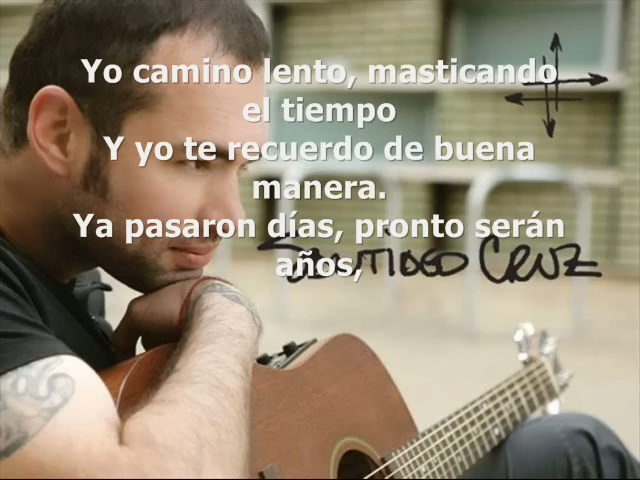 Yo camino lento, masticando
el tiempo
Y yo te recuerdo de buena
manera.
Ya pasaron días, pronto serán
años,
Santiago Cruz